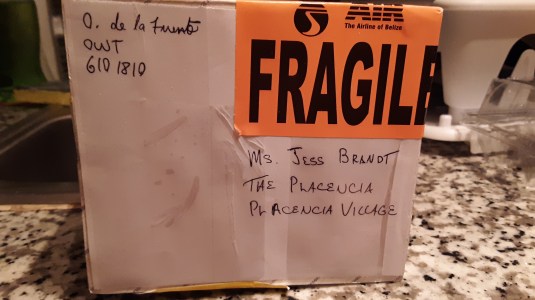 O. de la Fuente
OWT
610 1810
AIR
The Airline of Belize
FRAGILE
Ms. JESS BRANDT
THE PLACENCIA
PLACENCIA VILLAGE